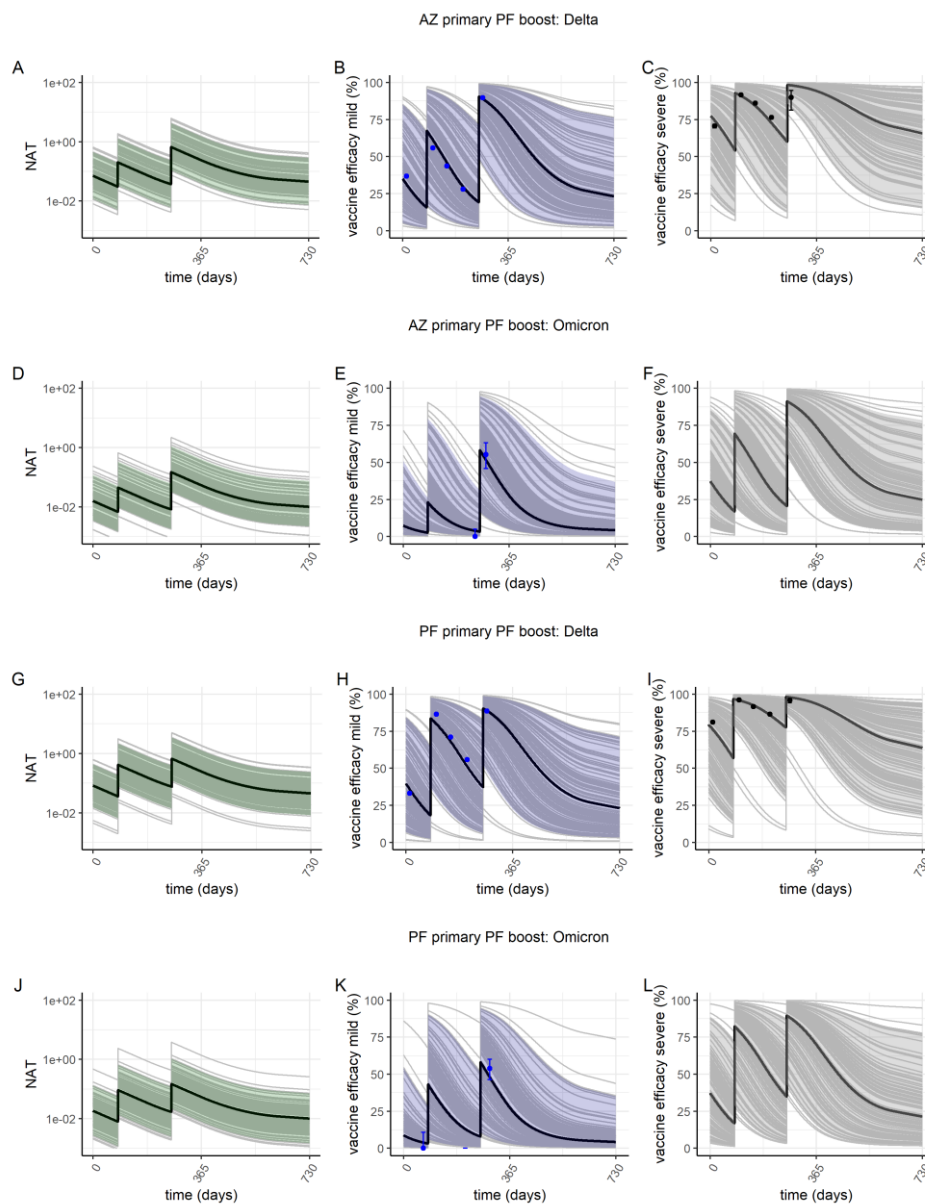 AZ primary PF boost: Delta
A
NAT
1e+02
1e+00
1e-02
0
365
730
time (days)
B
vaccine efficacy mild (%)
100
75
50
25
0
0
365
730
time (days)
C
vaccine efficacy severe (%)
100
75
50
25
0
0
365
730
time (days)
AZ primary PF boost: Omicron
D
NAT
1e+02
1e+00
1e-02
0
365
730
time (days)
E
vaccine efficacy mild (%)
100
75
50
25
0
0
365
730
time (days)
F
vaccine efficacy severe (%)
100
75
50
25
0
0
365
730
time (days)
PF primary PF boost: Delta
G
NAT
1e+02
1e+00
1e-02
0
365
730
time (days)
H
vaccine efficacy mild (%)
100
75
50
25
0
0
365
730
time (days)
I
vaccine efficacy severe (%)
100
75
50
25
0
0
365
730
time (days)
PF primary PF boost: Omicron
J
NAT
1e+02
1e+00
1e-02
0
365
730
time (days)
K
vaccine efficacy mild (%)
100
75
50
25
0
0
365
730
time (days)
L
vaccine efficacy severe (%)
100
75
50
25
0
0
365
730
time (days)